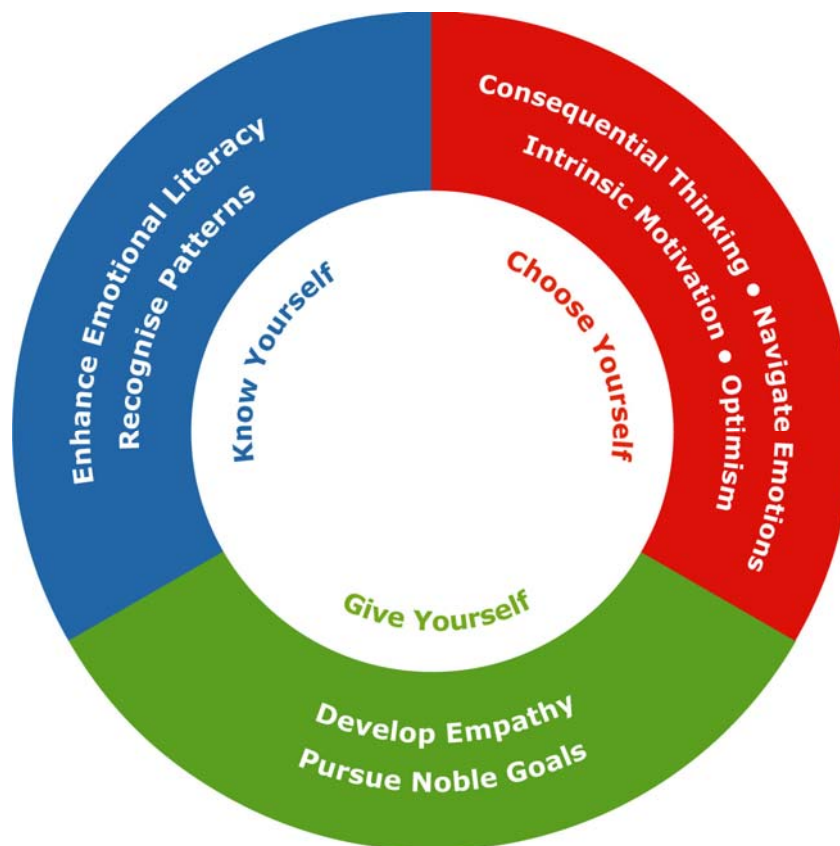 Enhance Emotional Literacy
Recognise Patterns
Know Yourself
Consequential Thinking • Navigate Emotions
Intrinsic Motivation • Optimism
Choose Yourself
Give Yourself
Develop Empathy
Pursue Noble Goals